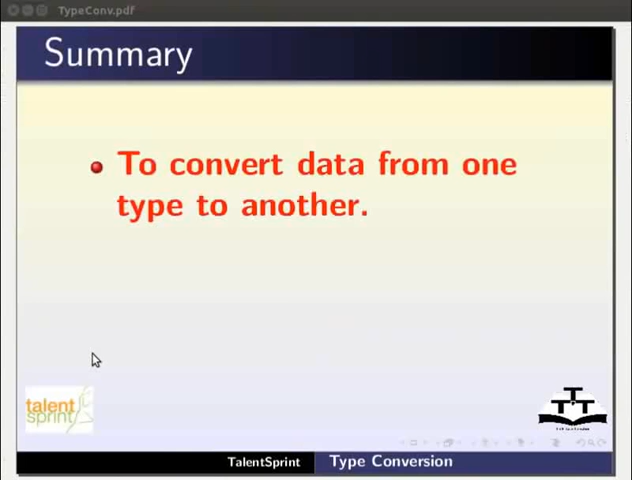 TypeConv.pdf
Summary
To convert data from one
type to another.
talent
sprint
TalentSprint
Type Conversion